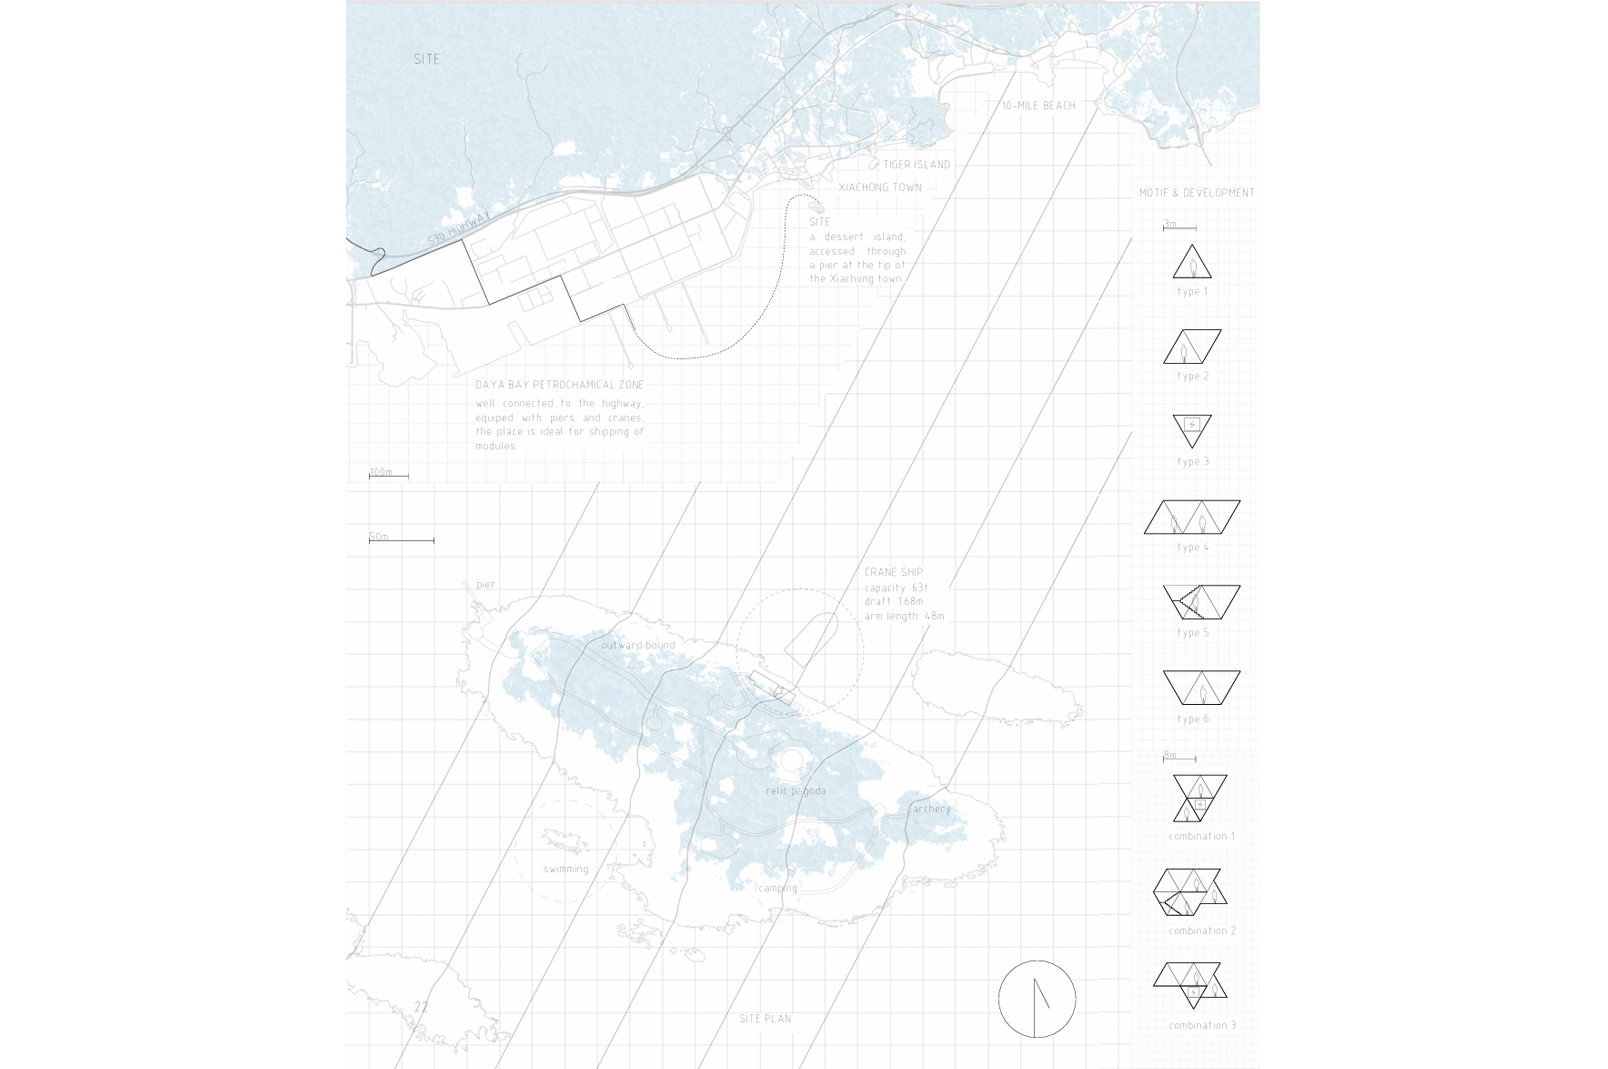 SITE
10-MILE BEACH
TIGER ISLAND
XIACHONG TOWN
S30 HIGHWAY
SITE
a dessert island,
accessed through
a pier at the tip of
the Xiachong town
DAYA BAY PETROCHAMICAL ZONE
well connected to the highway,
equiped with piers and cranes,
the place is ideal for shipping of
modules
100m
50m
pier
outward bound
CRANE SHIP
capacity: 63t
draft: 1.68m
arm length: 48m
relic pagoda
archery
swimming
camping
22
SITE PLAN
MOTIF & DEVELOPMENT
3m
type 1
type 2
type 3
type 4
type 5
type 6
8m
combination 1
combination 2
combination 3